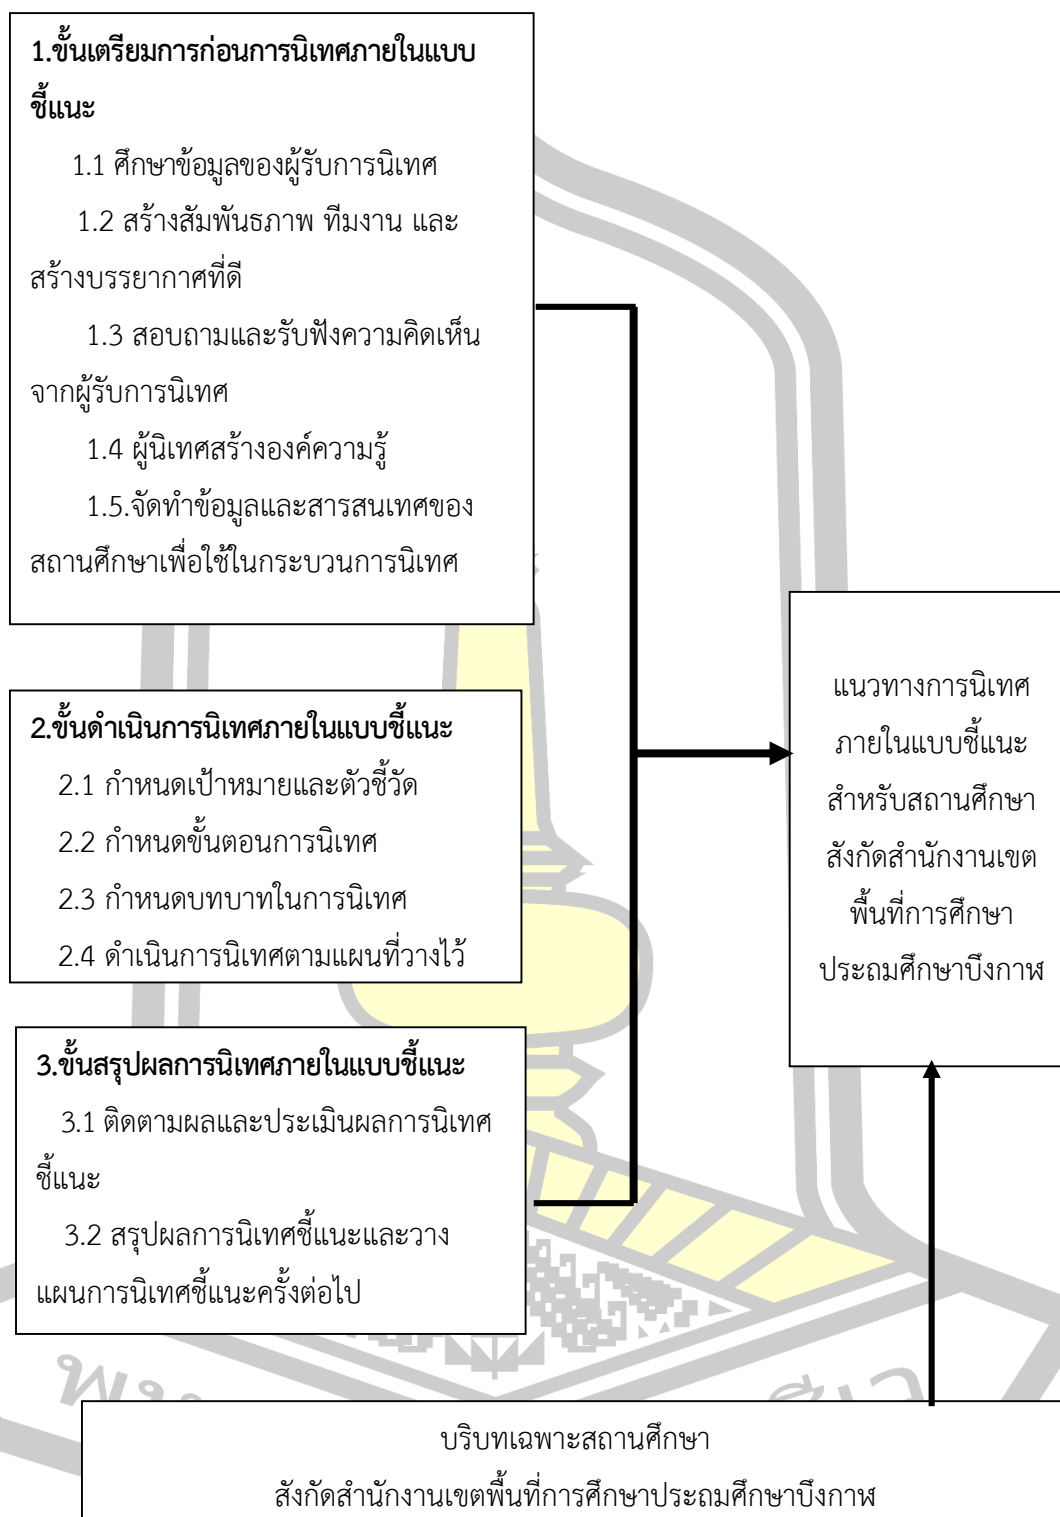 1.ขั้นเตรียมการก่อนการนิเทศภายในแบบ
ชี้แนะ
1.1 ศึกษาข้อมูลของผู้รับการนิเทศ
1.2 สร้างสัมพันธภาพ ทีมงาน และ
สร้างบรรยากาศที่ดี
1.3 สอบถามและรับฟังความคิดเห็น
จากผู้รับการนิเทศ
1.4 ผู้นิเทศสร้างองค์ความรู้
1.5.จัดทำข้อมูลและสารสนเทศของ
สถานศึกษาเพื่อใช้ในกระบวนการนิเทศ
2.ขั้นดำเนินการนิเทศภายในแบบชี้แนะ
2.1 กำหนดเป้าหมายและตัวชี้วัด
2.2 กำหนดขั้นตอนการนิเทศ
2.3 กำหนดบทบาทในการนิเทศ
2.4 ดำเนินการนิเทศตามแผนที่วางไว้
3.ขั้นสรุปผลการนิเทศภายในแบบชี้แนะ
3.1 ติดตามผลและประเมินผลการนิเทศ
ชี้แนะ
3.2 สรุปผลการนิเทศชี้แนะและวาง
แผนการนิเทศชี้แนะครั้งต่อไป
แนวทางการนิเทศ
ภายในแบบชี้แนะ
สำหรับสถานศึกษา
สังกัดสำนักงานเขต
พื้นที่การศึกษา
ประถมศึกษาบึงกาฬ
บริบทเฉพาะสถานศึกษา
สังกัดสำนักงานเขตพื้นที่การศึกษาประถมศึกษาบึงกาฬ